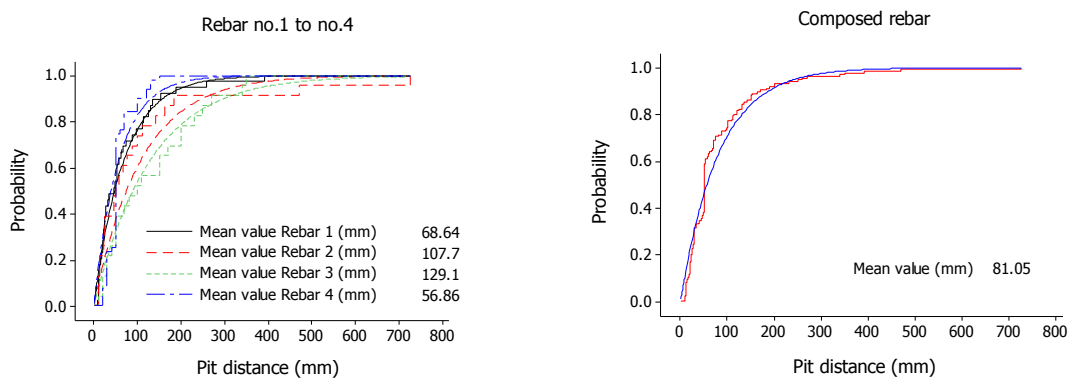 Rebar no.1 to no.4
1.0
0.8
0.6
0.4
0.2
0.0
Probability
Mean value Rebar 1 (mm) 68.64
Mean value Rebar 2 (mm) 107.7
Mean value Rebar 3 (mm) 129.1
Mean value Rebar 4 (mm) 56.86
0 100 200 300 400 500 600 700 800
Pit distance (mm)
Composed rebar
1.0
0.8
0.6
0.4
0.2
0.0
Probability
Mean value (mm) 81.05
0 100 200 300 400 500 600 700 800
Pit distance (mm)